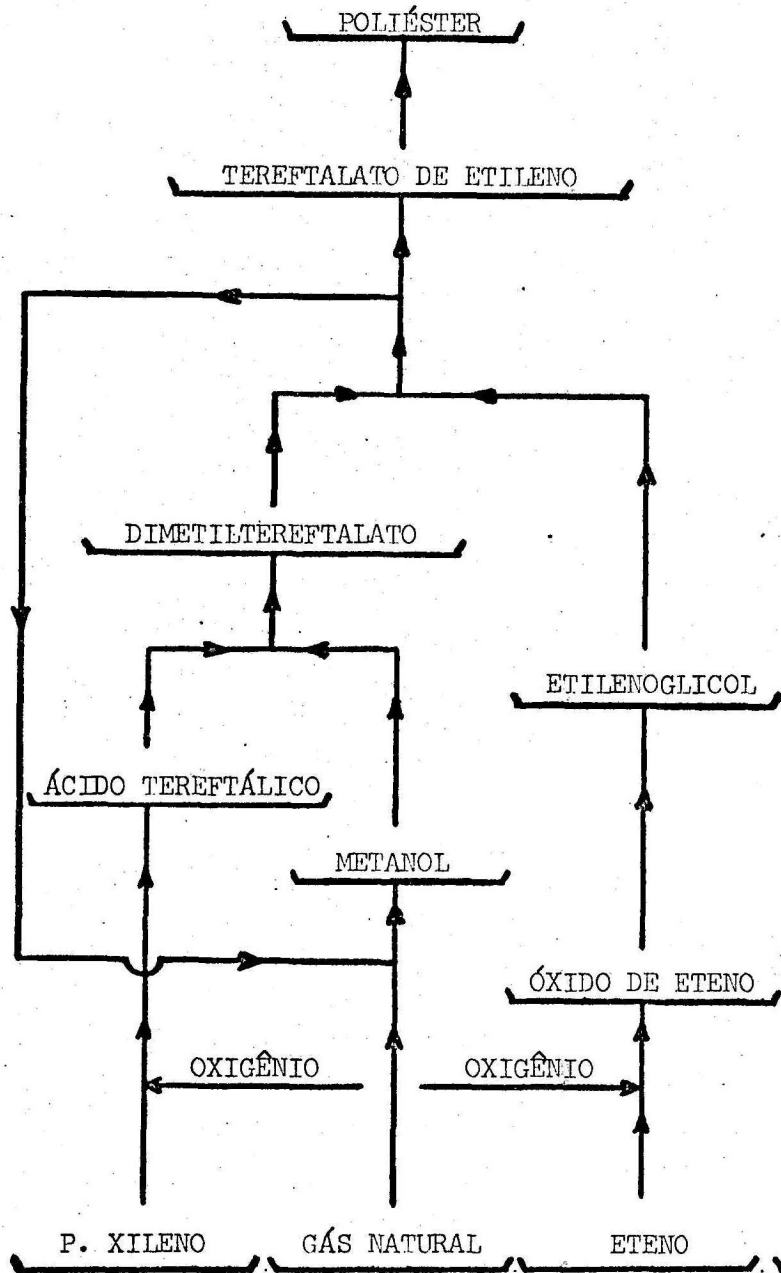 POLIÉSTER
TEREFTALATO DE ETILENO
DIMETILTEREFTALATO
ETILENOGLICOL
ÁCIDO TEREFTÁLICO
METANOL
ÓXIDO DE ETENO
OXIGÊNIO OXIGÊNIO
P. XILENO GÁS NATURAL ETENO